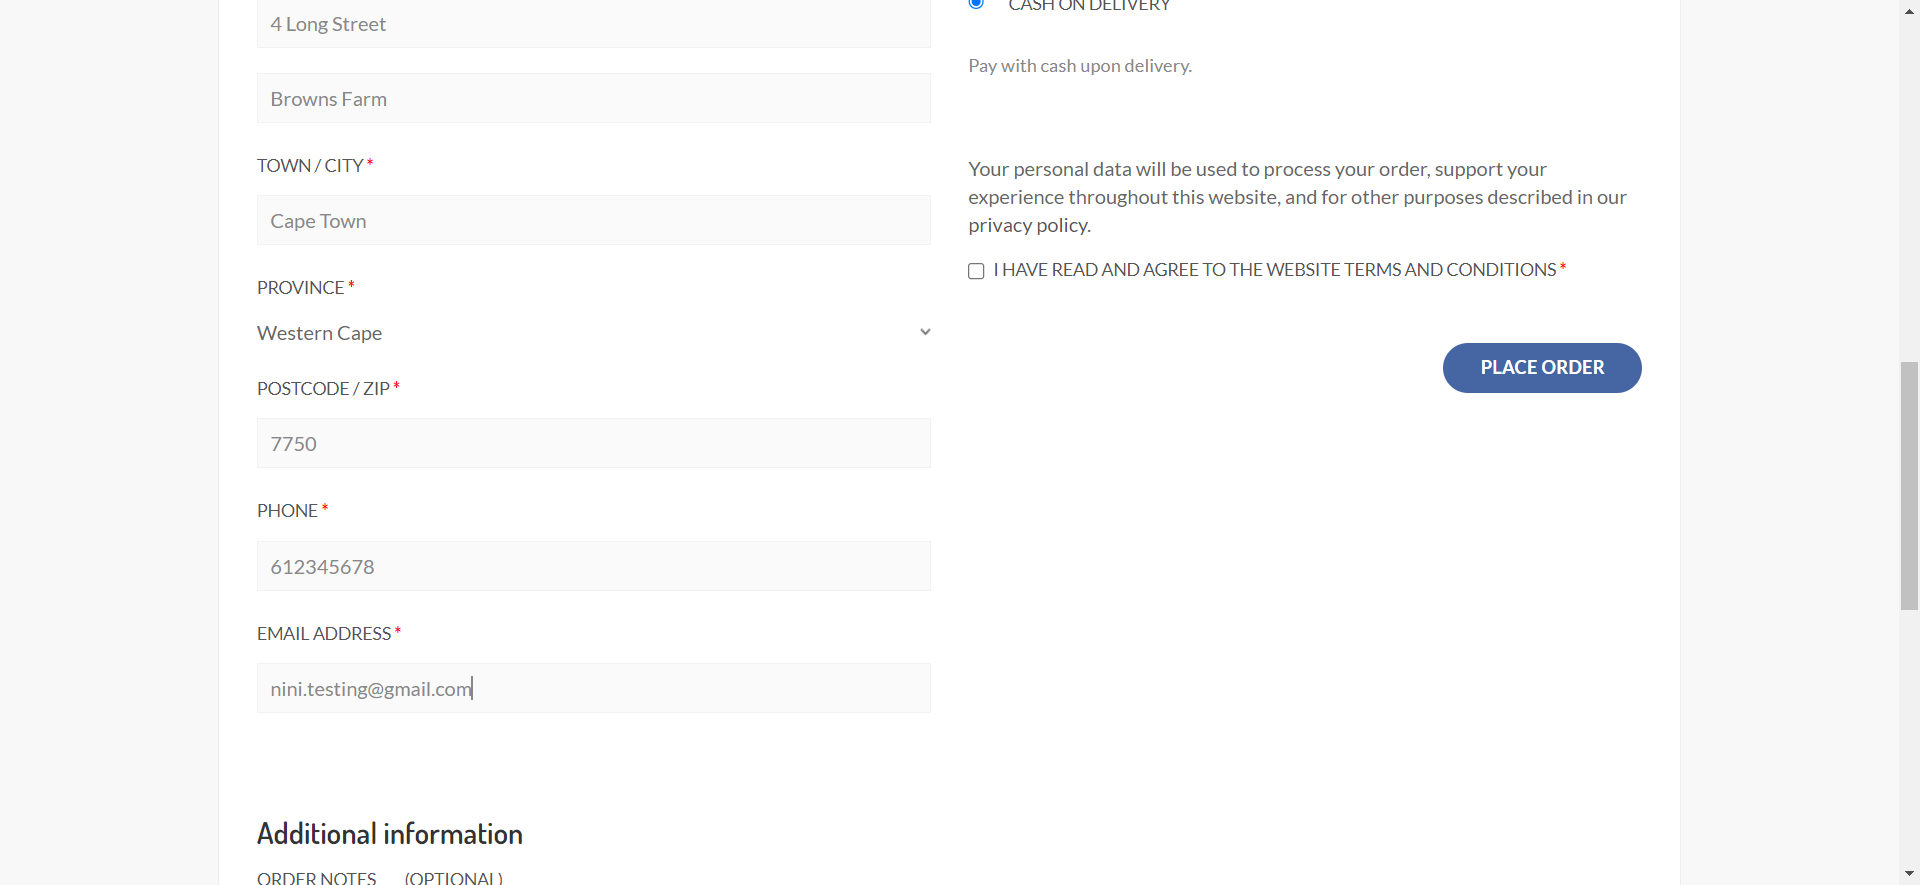 4 Long Street
Browns Farm
TOWN / CITY *
Cape Town
PROVINCE *
Western Cape
POSTCODE / ZIP *
7750
PHONE *
612345678
EMAIL ADDRESS *
nini.testing@gmail.com
Additional information
ORDER NOTES (OPTIONAL)
CASH ON DELIVERY
Pay with cash upon delivery.
Your personal data will be used to process your order, support your
experience throughout this website, and for other purposes described in our
privacy policy.
I HAVE READ AND AGREE TO THE WEBSITE TERMS AND CONDITIONS *
PLACE ORDER